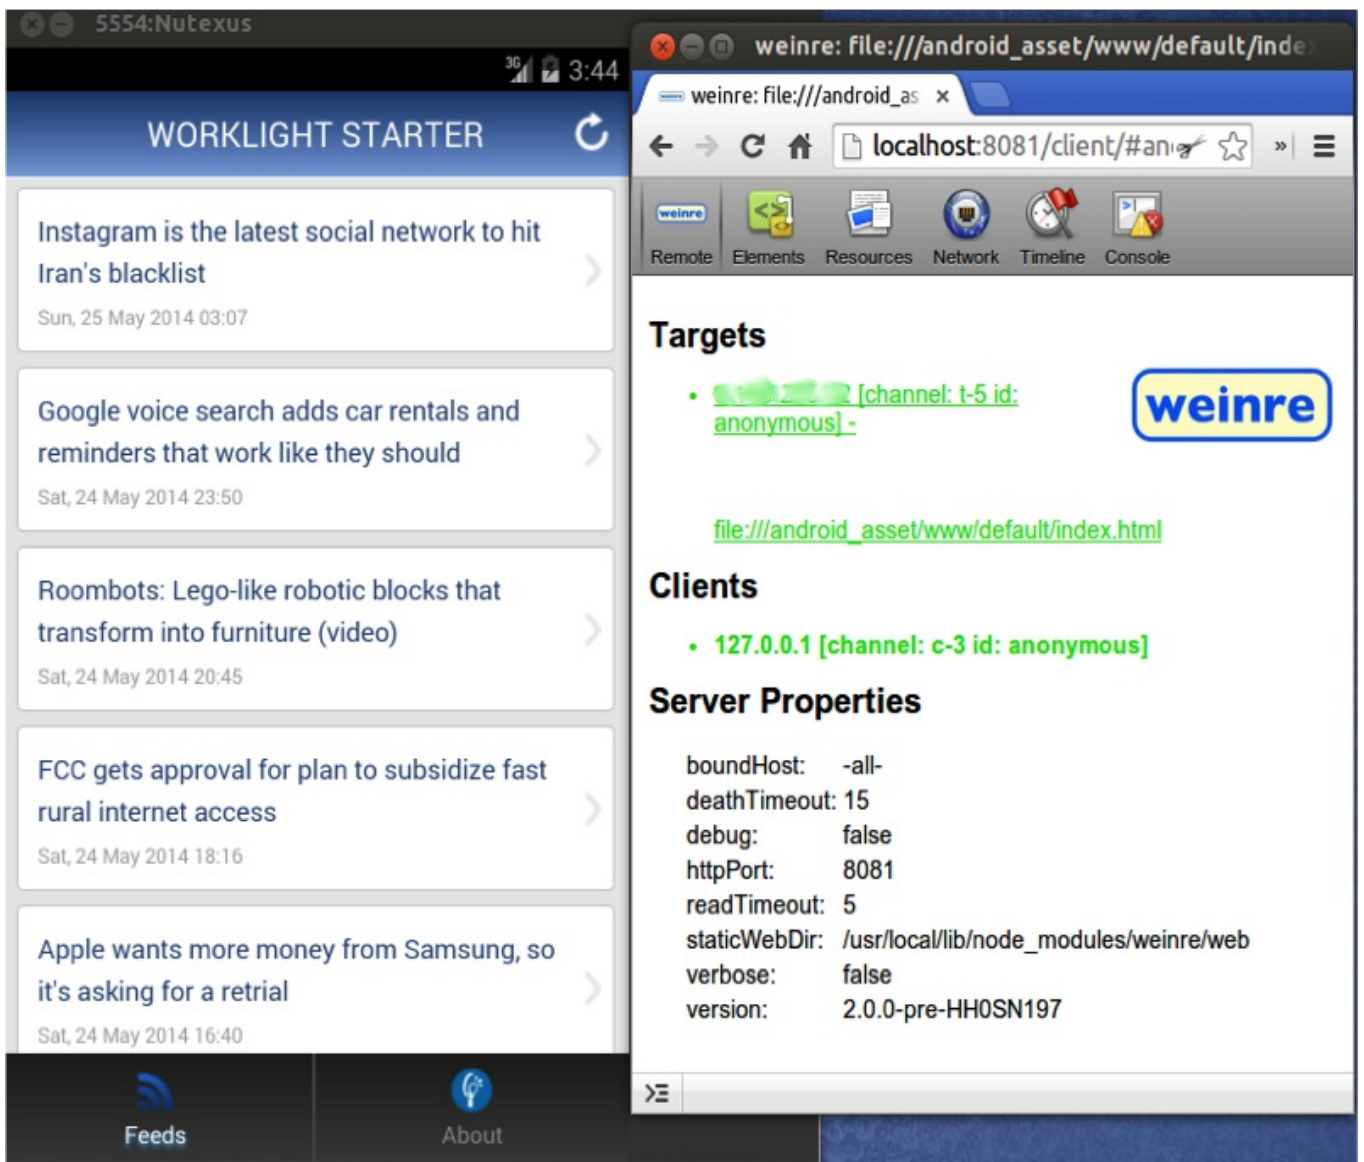 5554:Nutexus
3G 3:44
WORKLIGHT STARTER
Instagram is the latest social network to hit
Iran's blacklist
Sun, 25 May 2014 03:07
Google voice search adds car rentals and
reminders that work like they should
Sat, 24 May 2014 23:50
Roombots: Lego-like robotic blocks that
transform into furniture (video)
Sat, 24 May 2014 20:45
FCC gets approval for plan to subsidize fast
rural internet access
Sat, 24 May 2014 18:16
Apple wants more money from Samsung, so
it's asking for a retrial
Sat, 24 May 2014 16:40
Feeds About
weinre: file:///android_asset/www/default/inde
weinre: file:///android_as
localhost:8081/client/#an
weinre
Remote Elements Resources Network Timeline Console
Targets
[channel: t-5 id:
anonymous] -
weinre
file:///android_asset/www/default/index.html
Clients
127.0.0.1 [channel: c-3 id: anonymous]
Server Properties
boundHost: -all-
deathTimeout: 15
debug: false
httpPort: 8081
readTimeout: 5
staticWebDir: /usr/local/lib/node_modules/weinre/web
verbose: false
version: 2.0.0-pre-HH0SN197